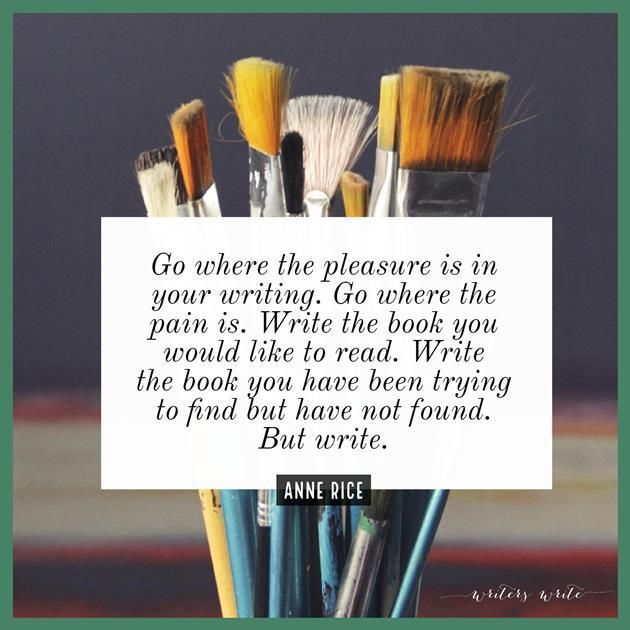 Go where the pleasure is in
your writing. Go where the
pain is. Write the book you
would like to read. Write
the book you have been trying
to find but have not found.
But write.
ANNE RICE
writers write